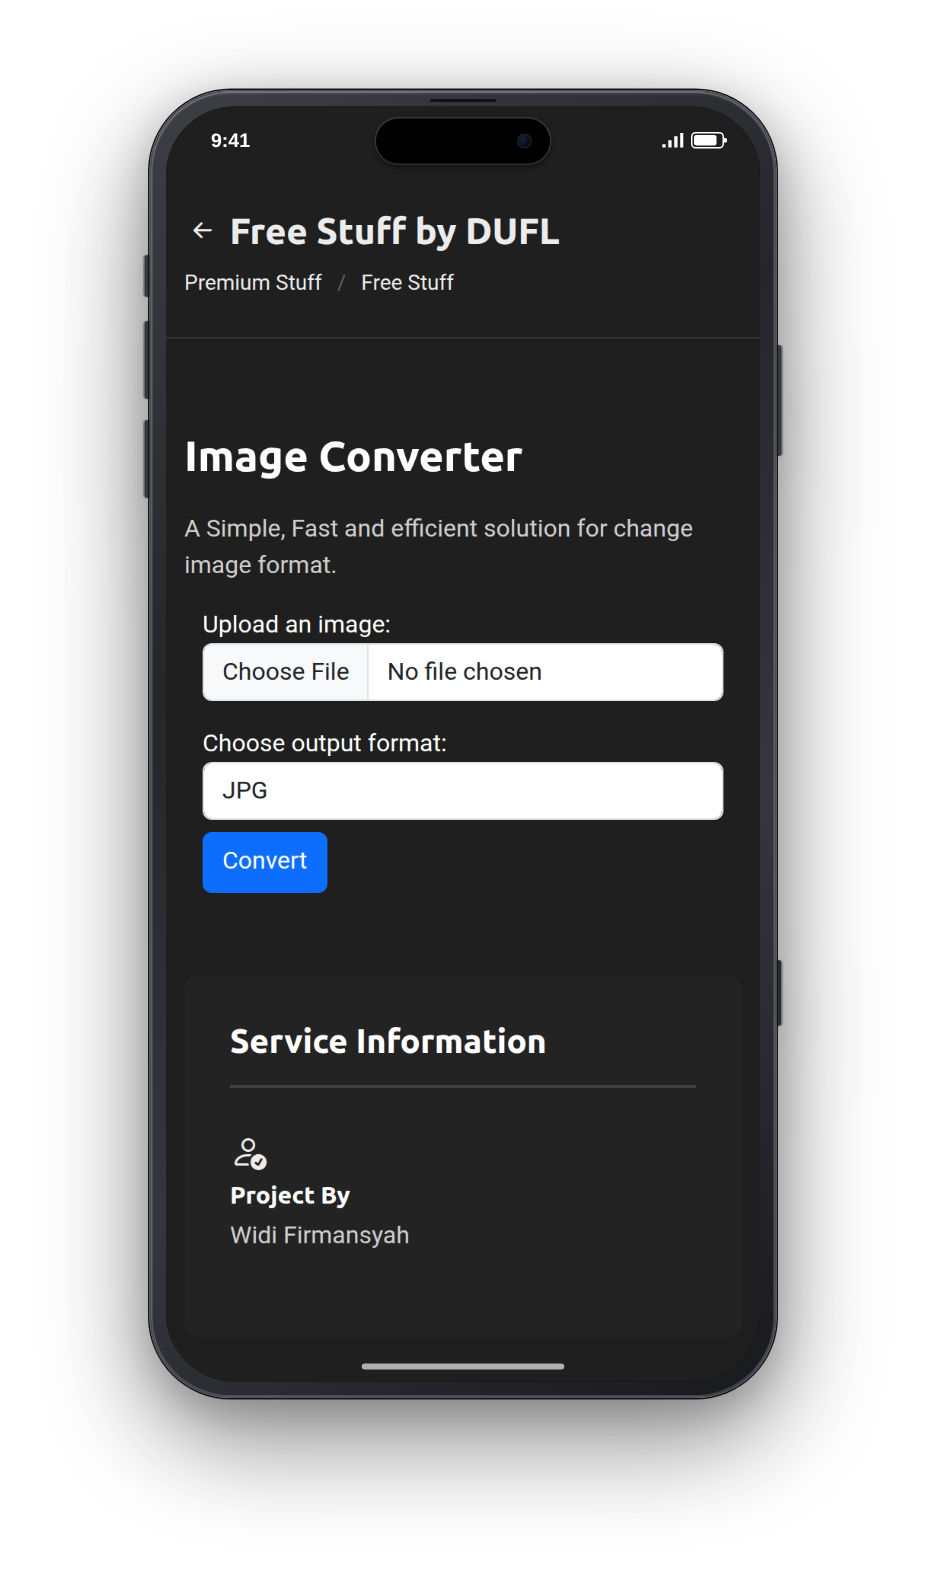 9:41
Free Stuff by DUFL
Premium Stuff / Free Stuff
Image Converter
A Simple, Fast and efficient solution for change
image format.
Upload an image:
Choose File No file chosen
Choose output format:
JPG
Convert
Service Information
Project By
Widi Firmansyah